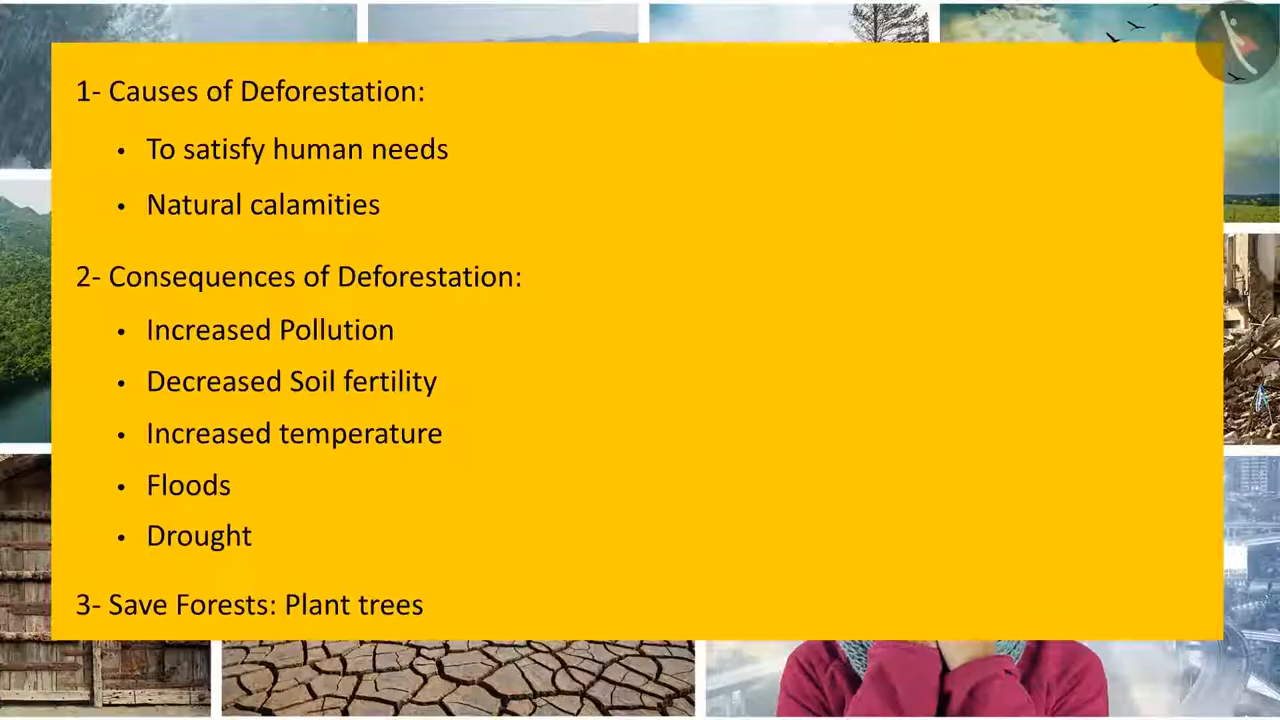 1- Causes of Deforestation:
• To satisfy human needs
• Natural calamities
2- Consequences of Deforestation:
• Increased Pollution
• Decreased Soil fertility
• Increased temperature
• Floods
• Drought
3- Save Forests: Plant trees